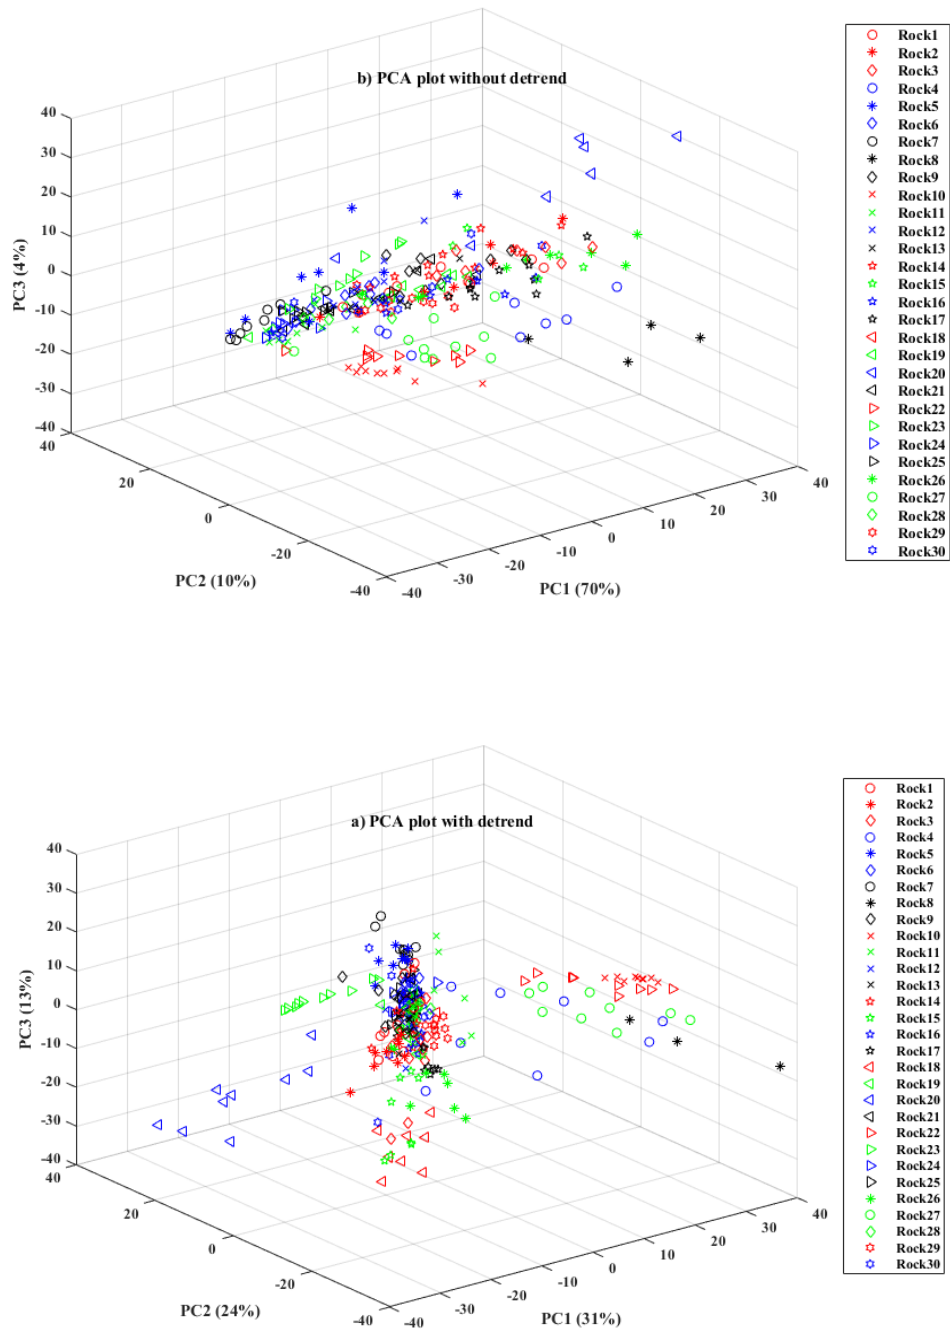 b) PCA plot without detrend
PC3 (4%)
40
30
20
10
0
-10
-20
-30
-40
40
20
0
-20
-40
PC2 (10%)
-40
-30
-20
-10
0
10
20
30
40
PC1 (70%)
Rock1
Rock2
Rock3
Rock4
Rock5
Rock6
Rock7
Rock8
Rock9
Rock10
Rock11
Rock12
Rock13
Rock14
Rock15
Rock16
Rock17
Rock18
Rock19
Rock20
Rock21
Rock22
Rock23
Rock24
Rock25
Rock26
Rock27
Rock28
Rock29
Rock30
a) PCA plot with detrend
PC3 (13%)
40
30
20
10
0
-10
-20
-30
-40
40
20
0
-20
-40
PC2 (24%)
-40
-30
-20
-10
0
10
20
30
40
PC1 (31%)
Rock1
Rock2
Rock3
Rock4
Rock5
Rock6
Rock7
Rock8
Rock9
Rock10
Rock11
Rock12
Rock13
Rock14
Rock15
Rock16
Rock17
Rock18
Rock19
Rock20
Rock21
Rock22
Rock23
Rock24
Rock25
Rock26
Rock27
Rock28
Rock29
Rock30